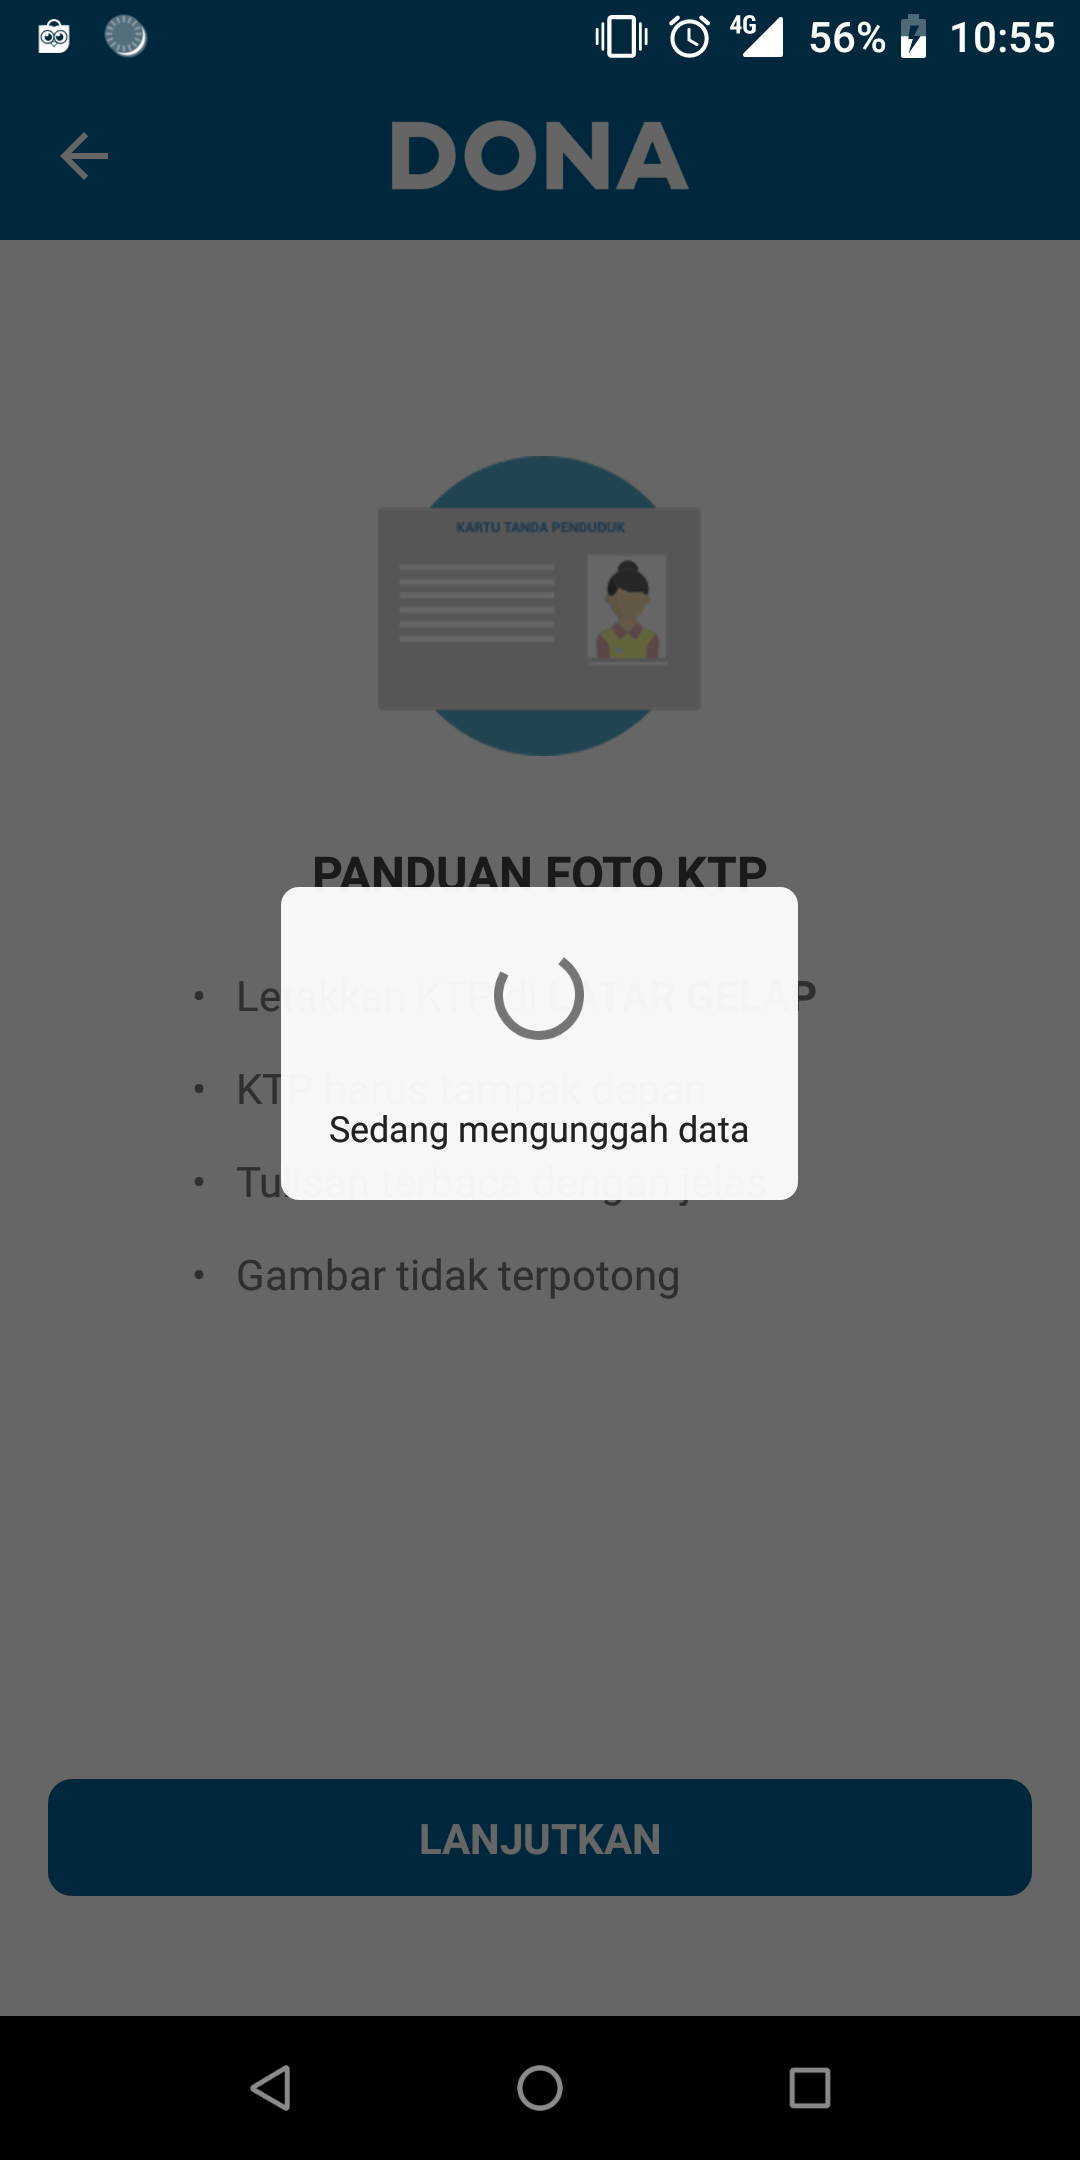 4G 56% 10:55
DONA
KARTU TANDA PENDUDUK
PANDUAN FOTO KTP
• Letakkan KTP di LATAR GELAP
• KTP harus tampak depan
Sedang mengunggah data
• Tulisan terbaca dengan jelas
• Gambar tidak terpotong
LANJUTKAN